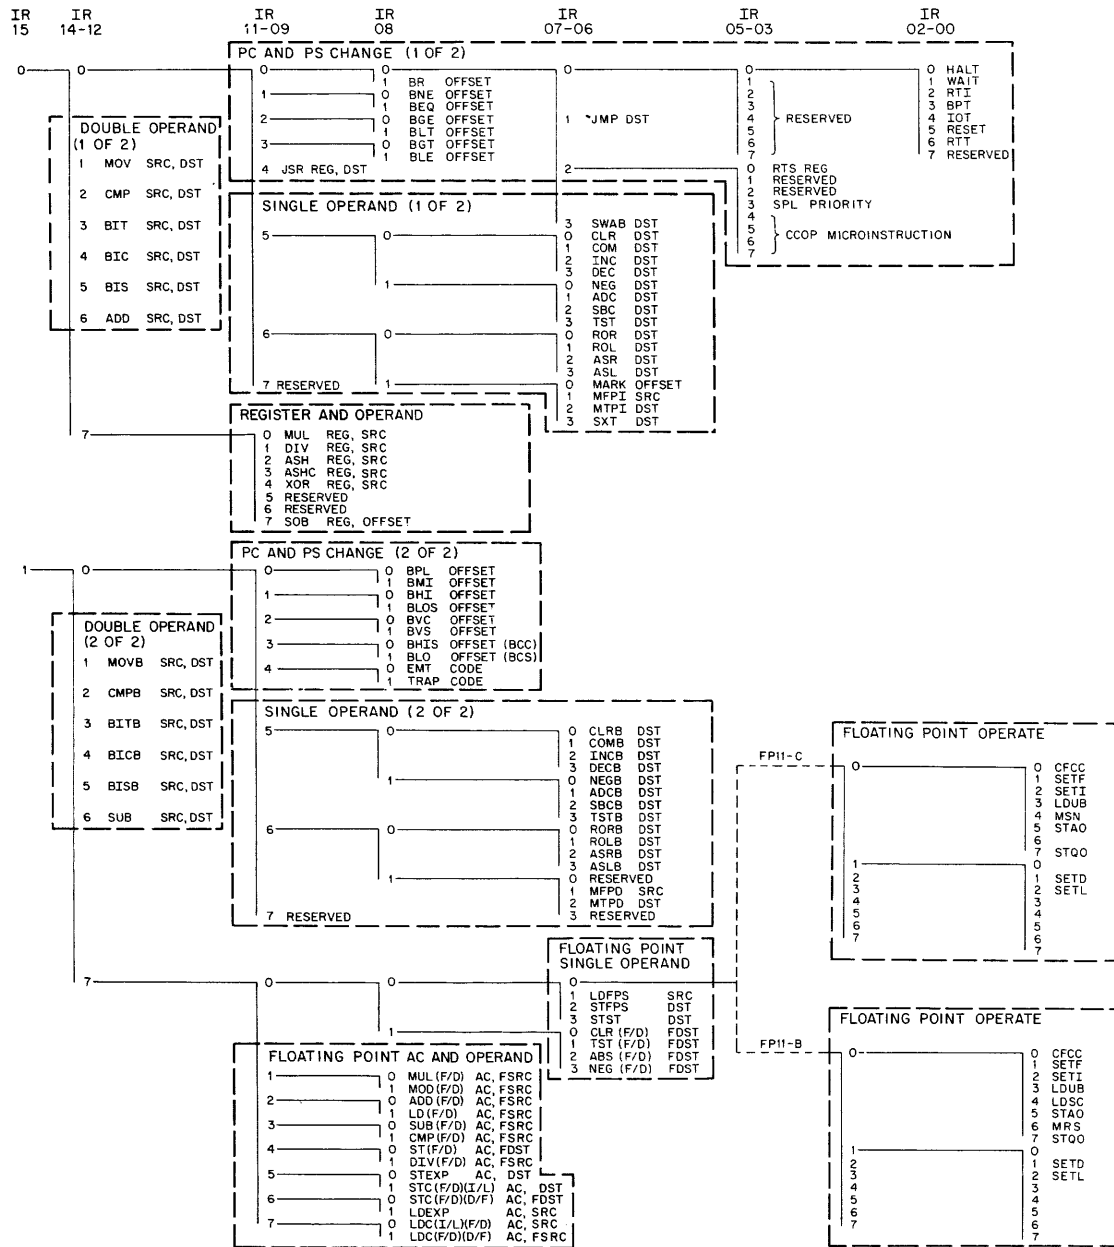 IR 15
IR 14-12
IR 11-09
IR 08
IR 07-06
IR 05-03
IR 02-00
PC AND PS CHANGE (1 OF 2)
0 0 0 0 0 0 0 HALT
1 BR OFFSET
1 0 BNE OFFSET
1 BEQ OFFSET
2 0 BGE OFFSET
1 BLT OFFSET
3 0 BGT OFFSET
1 BLE OFFSET
4 JSR REG, DST
1 JMP DST
2
1
2
3
4 RESERVED
5
6
7
1 WAIT
2 RTI
3 BPT
4 IOT
5 RESET
6 RTT
7 RESERVED
0 RTS REG
1 RESERVED
2 RESERVED
3 SPL PRIORITY
4
5 CCOP MICROINSTRUCTION
6
7
DOUBLE OPERAND
(1 OF 2)
1 MOV SRC, DST
2 CMP SRC, DST
3 BIT SRC, DST
4 BIC SRC, DST
5 BIS SRC, DST
6 ADD SRC, DST
SINGLE OPERAND (1 OF 2)
3 SWAB DST
5 0 0 CLR DST
1 COM DST
2 INC DST
3 DEC DST
1 0 NEG DST
1 ADC DST
2 SBC DST
3 TST DST
6 0 0 ROR DST
1 ROL DST
2 ASR DST
3 ASL DST
7 RESERVED
1 0 MARK OFFSET
1 MFPI SRC
2 MTPI DST
3 SXT DST
REGISTER AND OPERAND
7 0 MUL REG, SRC
1 DIV REG, SRC
2 ASH REG, SRC
3 ASHC REG, SRC
4 XOR REG, SRC
5 RESERVED
6 RESERVED
7 SOB REG, OFFSET
PC AND PS CHANGE (2 OF 2)
1 0 0 0 BPL OFFSET
1 BMI OFFSET
1 0 BHI OFFSET
1 BLOS OFFSET
2 0 BVC OFFSET
1 BVS OFFSET
3 0 BHIS OFFSET (BCC)
1 BLO OFFSET (BCS)
4 0 EMT CODE
1 TRAP CODE
DOUBLE OPERAND
(2 OF 2)
1 MOVB SRC, DST
2 CMPB SRC, DST
3 BITB SRC, DST
4 BICB SRC, DST
5 BISB SRC, DST
6 SUB SRC, DST
SINGLE OPERAND (2 OF 2)
5 0 0 CLRB DST
1 COMB DST
2 INCB DST
3 DECB DST
1 0 NEGB DST
1 ADCB DST
2 SBCB DST
3 TSTB DST
6 0 0 RORB DST
1 ROLB DST
2 ASRB DST
3 ASLB DST
1 0 RESERVED
1 MFPD SRC
2 MTPD DST
7 RESERVED
3 RESERVED
FLOATING POINT
SINGLE OPERAND
7 0 0 0
1 LDFPS SRC
2 STFPS DST
3 STST DST
1 0 CLR (F/D) FDST
1 TST (F/D) FDST
2 ABS (F/D) FDST
3 NEG (F/D) FDST
FLOATING POINT AC AND OPERAND
1 0 MUL (F/D) AC, FSRC
1 MOD (F/D) AC, FSRC
2 0 ADD (F/D) AC, FSRC
1 LD (F/D) AC, FSRC
3 0 SUB (F/D) AC, FSRC
1 CMP (F/D) AC, FSRC
4 0 ST (F/D) AC, FDST
1 DIV (F/D) AC, FSRC
5 0 STEXP AC, DST
1 STC (F/D)(I/L) AC, DST
6 0 STC (F/D)(D/F) AC, FDST
1 LDEXP AC, SRC
7 0 LDC (I/L)(F/D) AC, SRC
1 LDC (F/D)(D/F) AC, FSRC
FP11-C
FLOATING POINT OPERATE
0 0 CFCC
1 SETF
2 SETI
3 LDUB
4 MSN
5 STAO
6
7 STQO
1 0
2 1 SETD
3 2 SETL
4 3
5 4
6 5
7 6
7
FP11-B
FLOATING POINT OPERATE
0 0 CFCC
1 SETF
2 SETI
3 LDUB
4 LDSC
5 STAO
6 MRS
7 STQO
1 0
2 1 SETD
3 2 SETL
4 3
5 4
6 5
7 6
7